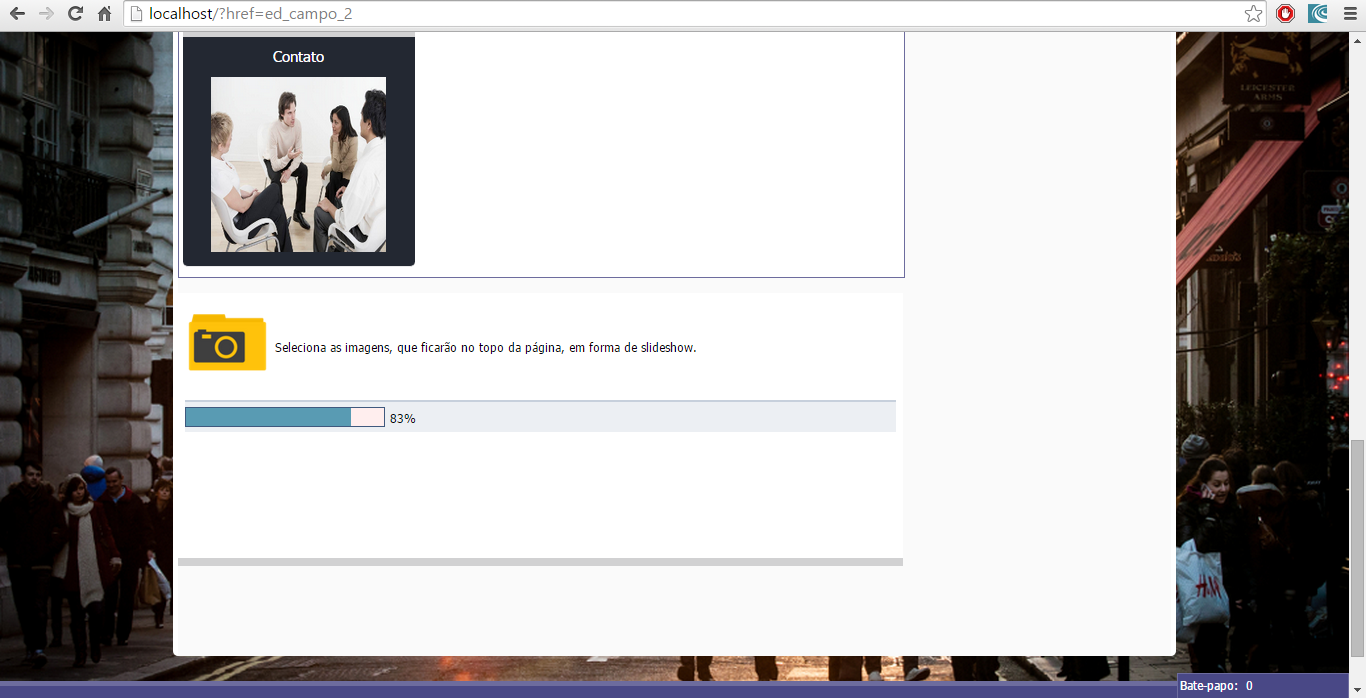 localhost/?href=ed_campo_2
Contato
LEICESTER
ARMS
Seleciona as imagens, que ficarão no topo da página, em forma de slideshow.
83%
H&M
Bate-papo: 0